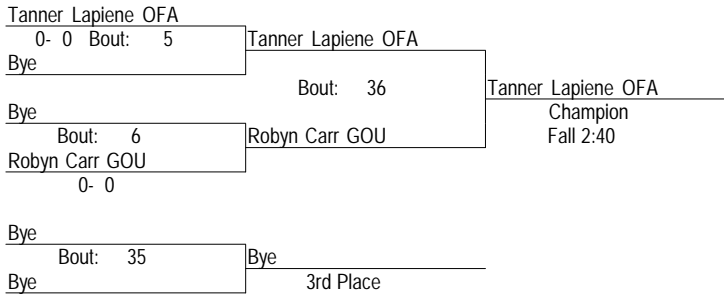 Tanner Lapiene OFA
0- 0 Bout: 5
Bye
Tanner Lapiene OFA
Bout: 36
Tanner Lapiene OFA
Champion
Fall 2:40
Bye
Bout: 6
Robyn Carr GOU
Robyn Carr GOU
0- 0
Bye
Bout: 35
Bye
Bye
3rd Place